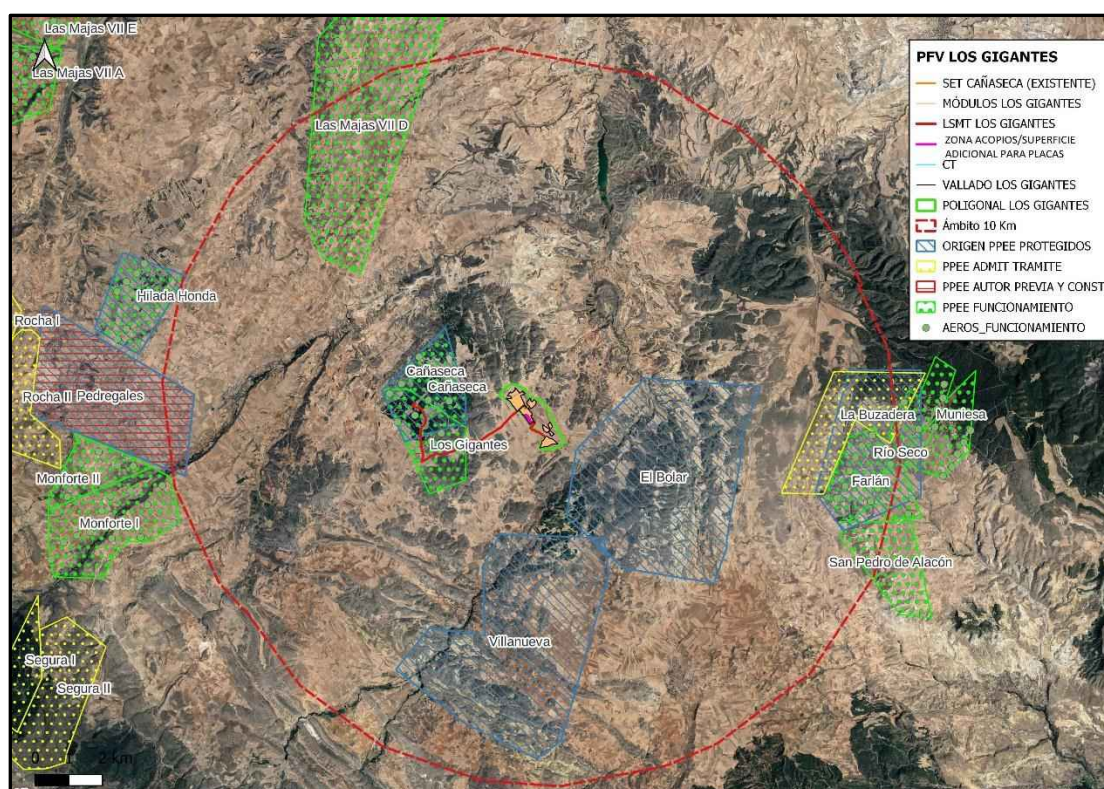 Las Majas VII E
Las Majas VII A
Las Majas VII D
PFV LOS GIGANTES
SET CAÑASECA (EXISTENTE)
MÓDULOS LOS GIGANTES
LSMT LOS GIGANTES
ZONA ACOPIOS/SUPERFICIE
ADICIONAL PARA PLACAS
CT
VALLADO LOS GIGANTES
POLIGONAL LOS GIGANTES
Ámbito 10 Km
ORIGEN PPEE PROTEGIDOS
PPEE ADMIT TRAMITE
PPEE AUTOR PREVIA Y CONST
PPEE FUNCIONAMIENTO
AEROS_FUNCIONAMIENTO
Hilada Honda
Rocha I
Cañaseca
Cañaseca
Rocha II
Pedregales
La Buzadera
Muniesa
Los Gigantes
Río Seco
Monforte II
El Bolar
Farlán
Monforte I
San Pedro de Alacón
Villanueva
Segura I
Segura II
0
2 km